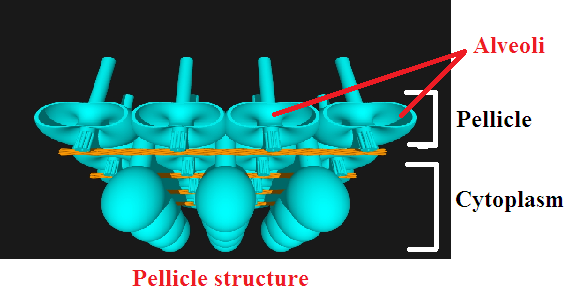 Alveoli
Pellicle
Cytoplasm
Pellicle structure